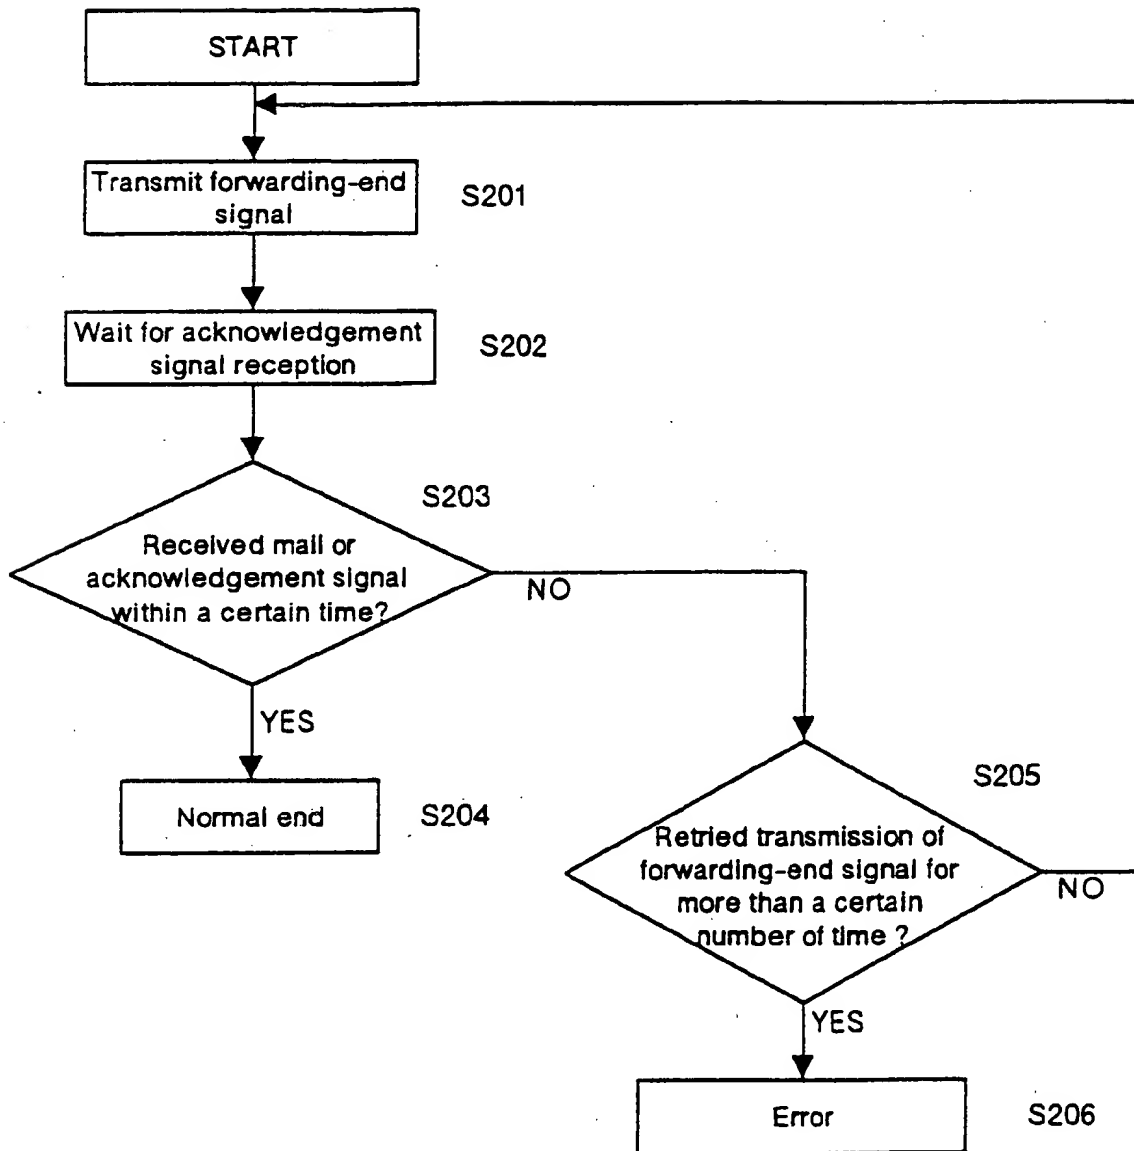 START
Transmit forwarding-end
signal
S201
Wait for acknowledgement
signal reception
S202
S203
Received mail or
acknowledgement signal
within a certain time?
NO
YES
Normal end
S204
S205
Retried transmission of
forwarding-end signal for
more than a certain
number of time ?
NO
YES
Error
S206